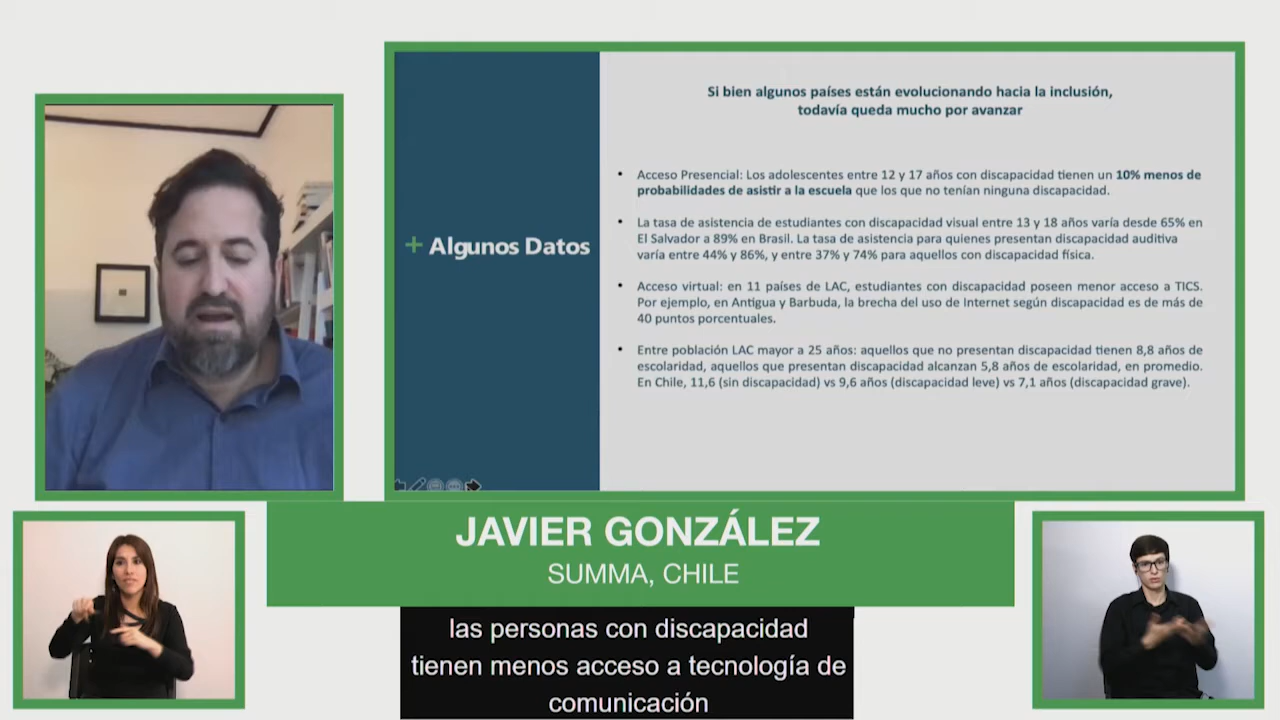 Si bien algunos países están evolucionando hacia la inclusión,
todavía queda mucho por avanzar
+ Algunos Datos
• Acceso Presencial: Los adolescentes entre 12 y 17 años con discapacidad tienen un 10% menos de
probabilidades de asistir a la escuela que los que no tenían ninguna discapacidad.
• La tasa de asistencia de estudiantes con discapacidad visual entre 13 y 18 años varía desde 65% en
El Salvador a 89% en Brasil. La tasa de asistencia para quienes presentan discapacidad auditiva
varía entre 44% y 86%, y entre 37% y 74% para aquellos con discapacidad física.
• Acceso virtual: en 11 países de LAC, estudiantes con discapacidad poseen menor acceso a TICS.
Por ejemplo, en Antigua y Barbuda, la brecha del uso de Internet según discapacidad es de más de
40 puntos porcentuales.
• Entre población LAC mayor a 25 años: aquellos que no presentan discapacidad tienen 8,8 años de
escolaridad, aquellos que presentan discapacidad alcanzan 5,8 años de escolaridad, en promedio.
En Chile, 11,6 (sin discapacidad) vs 9,6 años (discapacidad leve) vs 7,1 años (discapacidad grave).
JAVIER GONZÁLEZ
SUMMA, CHILE
las personas con discapacidad
tienen menos acceso a tecnología de
comunicación